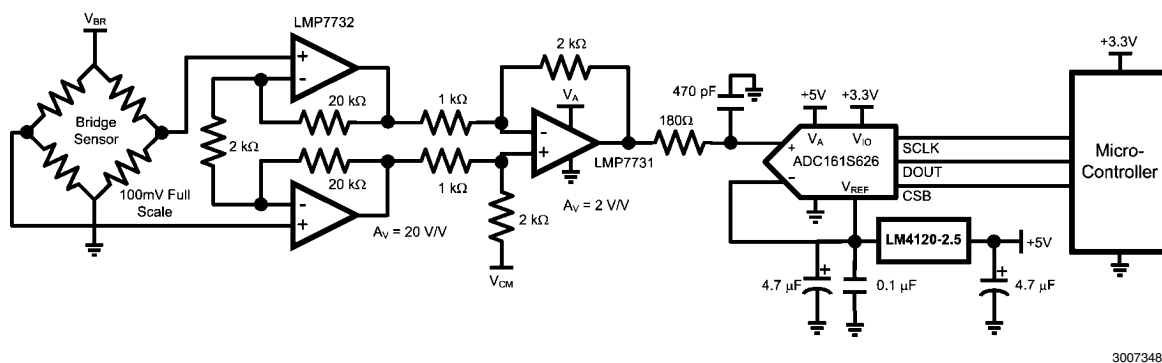 V_BR
LMP7732
+
-
Bridge
Sensor
100mV Full
Scale
2 kΩ
20 kΩ
20 kΩ
-
+
A_V = 20 V/V
1 kΩ
1 kΩ
2 kΩ
V_A
-
+
LMP7731
A_V = 2 V/V
2 kΩ
V_CM
470 pF
180Ω
+5V
+3.3V
V_A
V_IO
+
ADC161S626
-
V_REF
SCLK
DOUT
CSB
+3.3V
Micro-
Controller
LM4120-2.5
+5V
+
4.7 µF
0.1 µF
+
4.7 µF
3007348